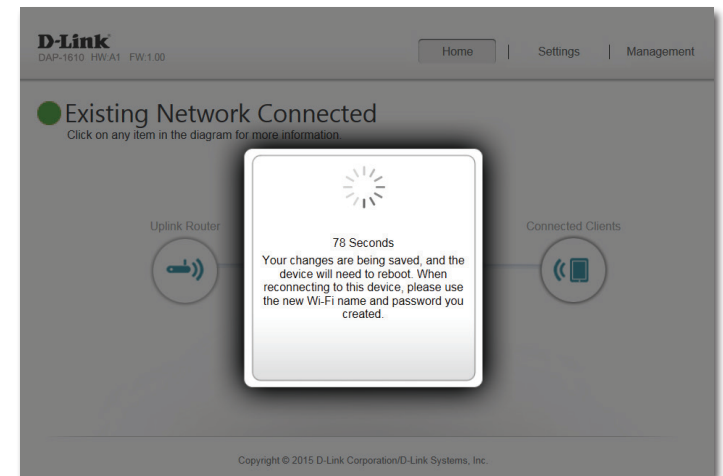 D-Link
DAP-1610 HW:A1 FW:1.00
Home | Settings | Management
Existing Network Connected
Click on any item in the diagram for more information.
Uplink Router
Connected Clients
78 Seconds
Your changes are being saved, and the
device will need to reboot. When
reconnecting to this device, please use
the new Wi-Fi name and password you
created.
Copyright © 2015 D-Link Corporation/D-Link Systems, Inc.